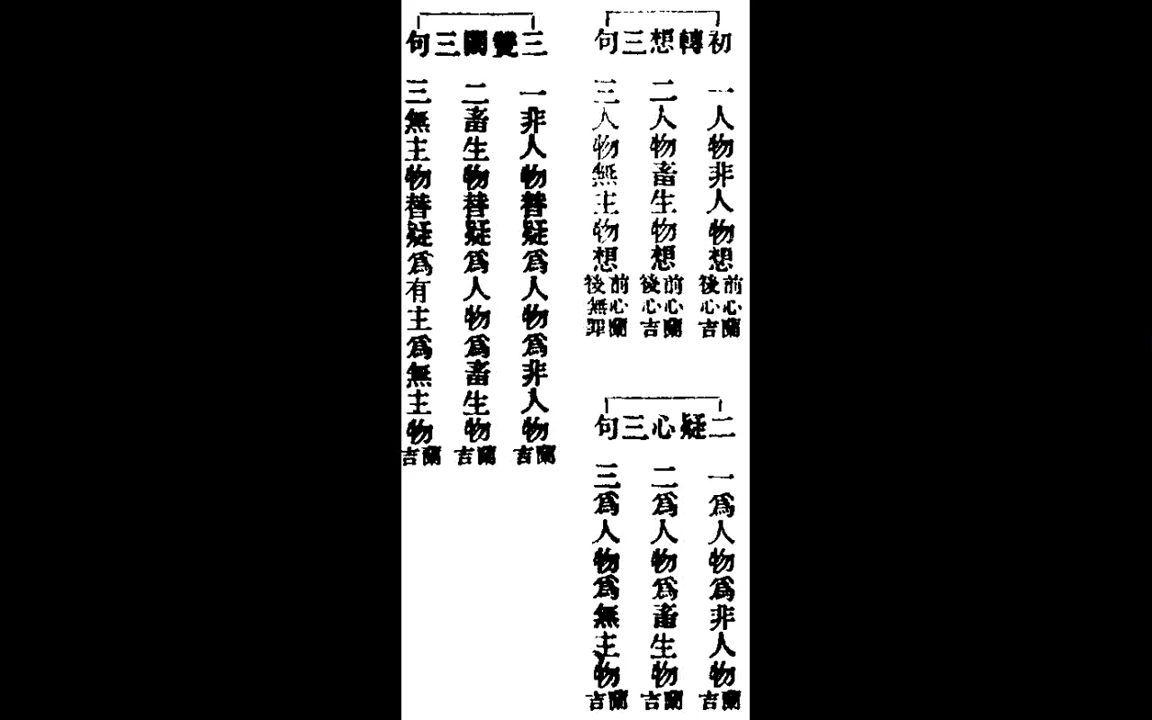 初轉想三句
一人物非人物想前心蘭後心吉
二人物畜生物想前心蘭後心吉
三人物無主物想前心蘭後無罪
二疑心三句
一爲人物爲非人物蘭吉
二爲人物爲畜生物蘭吉
三爲人物爲無主物蘭吉
三雙三句
一非人物替疑爲人物爲非人物蘭吉
二畜生物替疑爲人物爲畜生物蘭吉
三無主物替疑爲有主爲無主物蘭吉